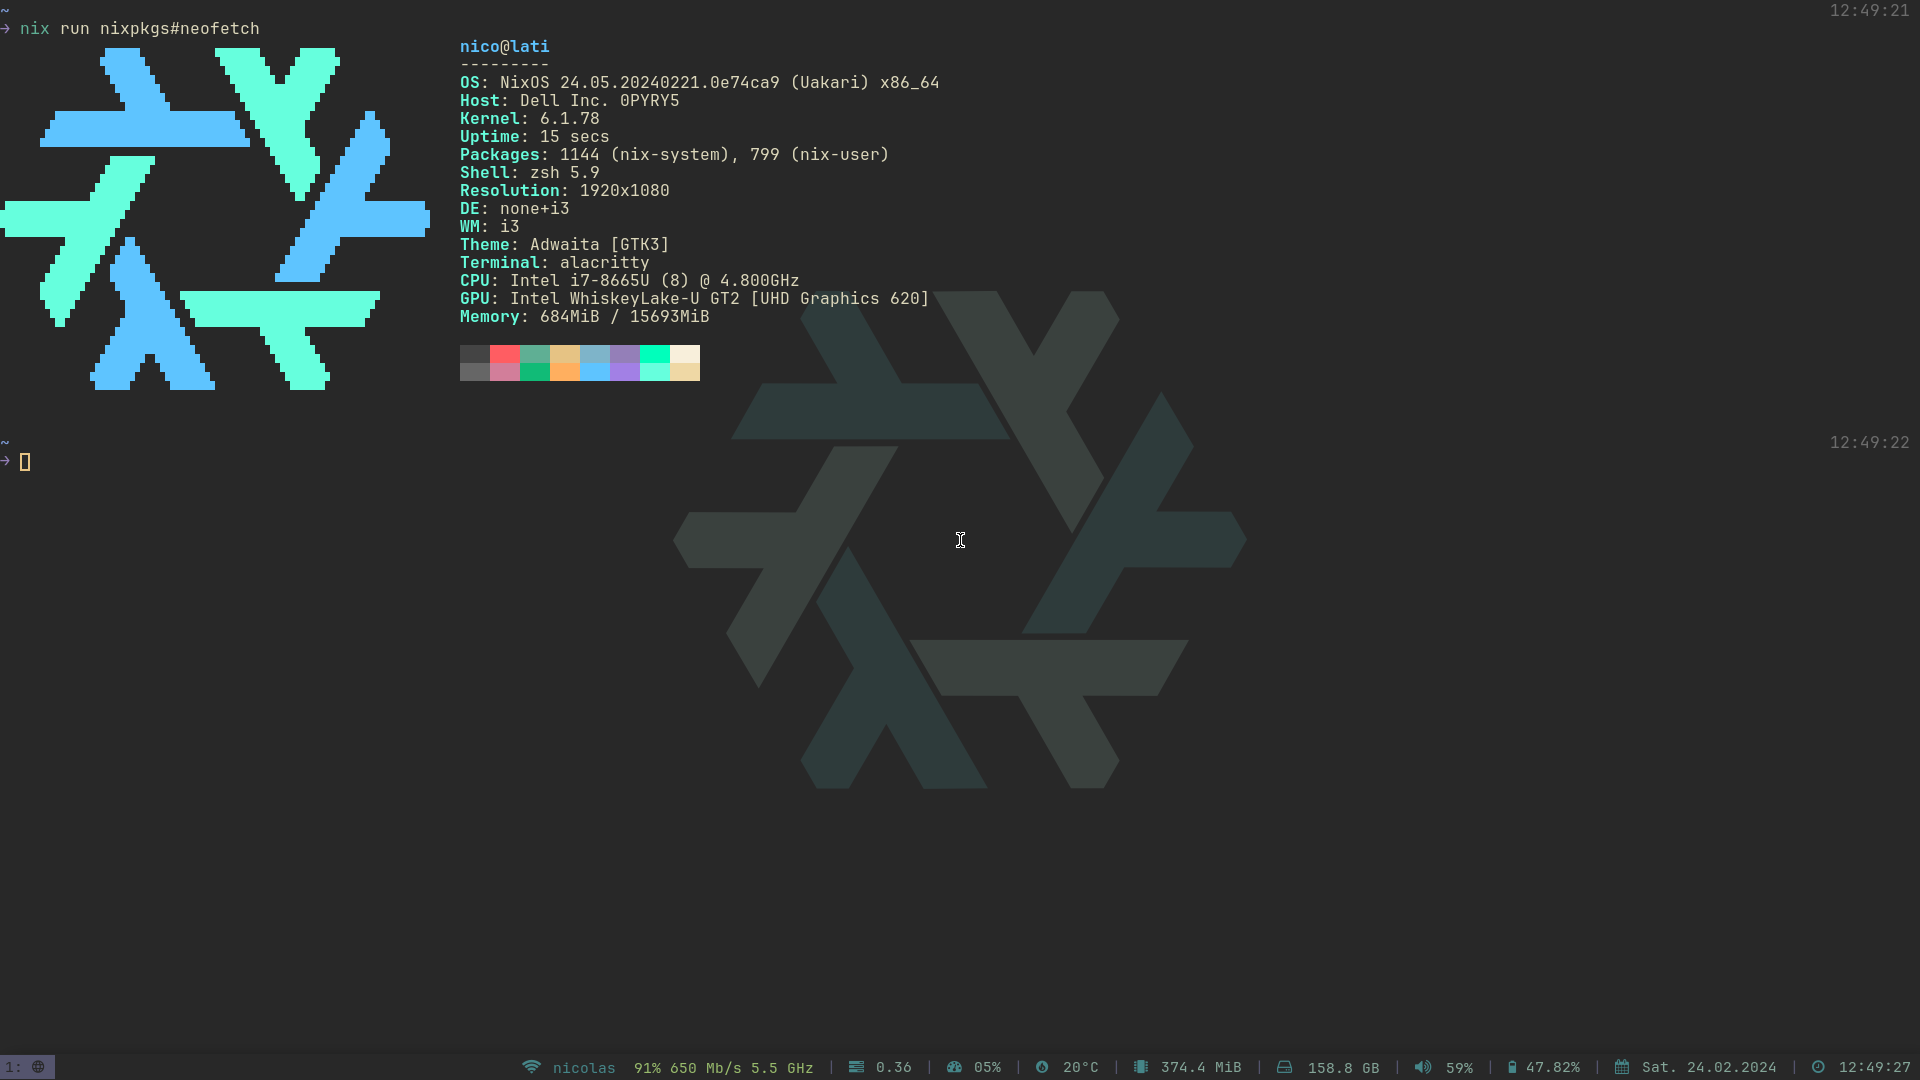 ~ 12:49:21
→ nix run nixpkgs#neofetch
nico@lati
---------
OS: NixOS 24.05.20240221.0e74ca9 (Uakari) x86_64
Host: Dell Inc. 0PYRY5
Kernel: 6.1.78
Uptime: 15 secs
Packages: 1144 (nix-system), 799 (nix-user)
Shell: zsh 5.9
Resolution: 1920x1080
DE: none+i3
WM: i3
Theme: Adwaita [GTK3]
Terminal: alacritty
CPU: Intel i7-8665U (8) @ 4.800GHz
GPU: Intel WhiskeyLake-U GT2 [UHD Graphics 620]
Memory: 684MiB / 15693MiB
~ 12:49:22
→
1: nicolas 91% 650 Mb/s 5.5 GHz | 0.36 | 05% | 20°C | 374.4 MiB | 158.8 GB | 59% | 47.82% | Sat. 24.02.2024 | 12:49:27